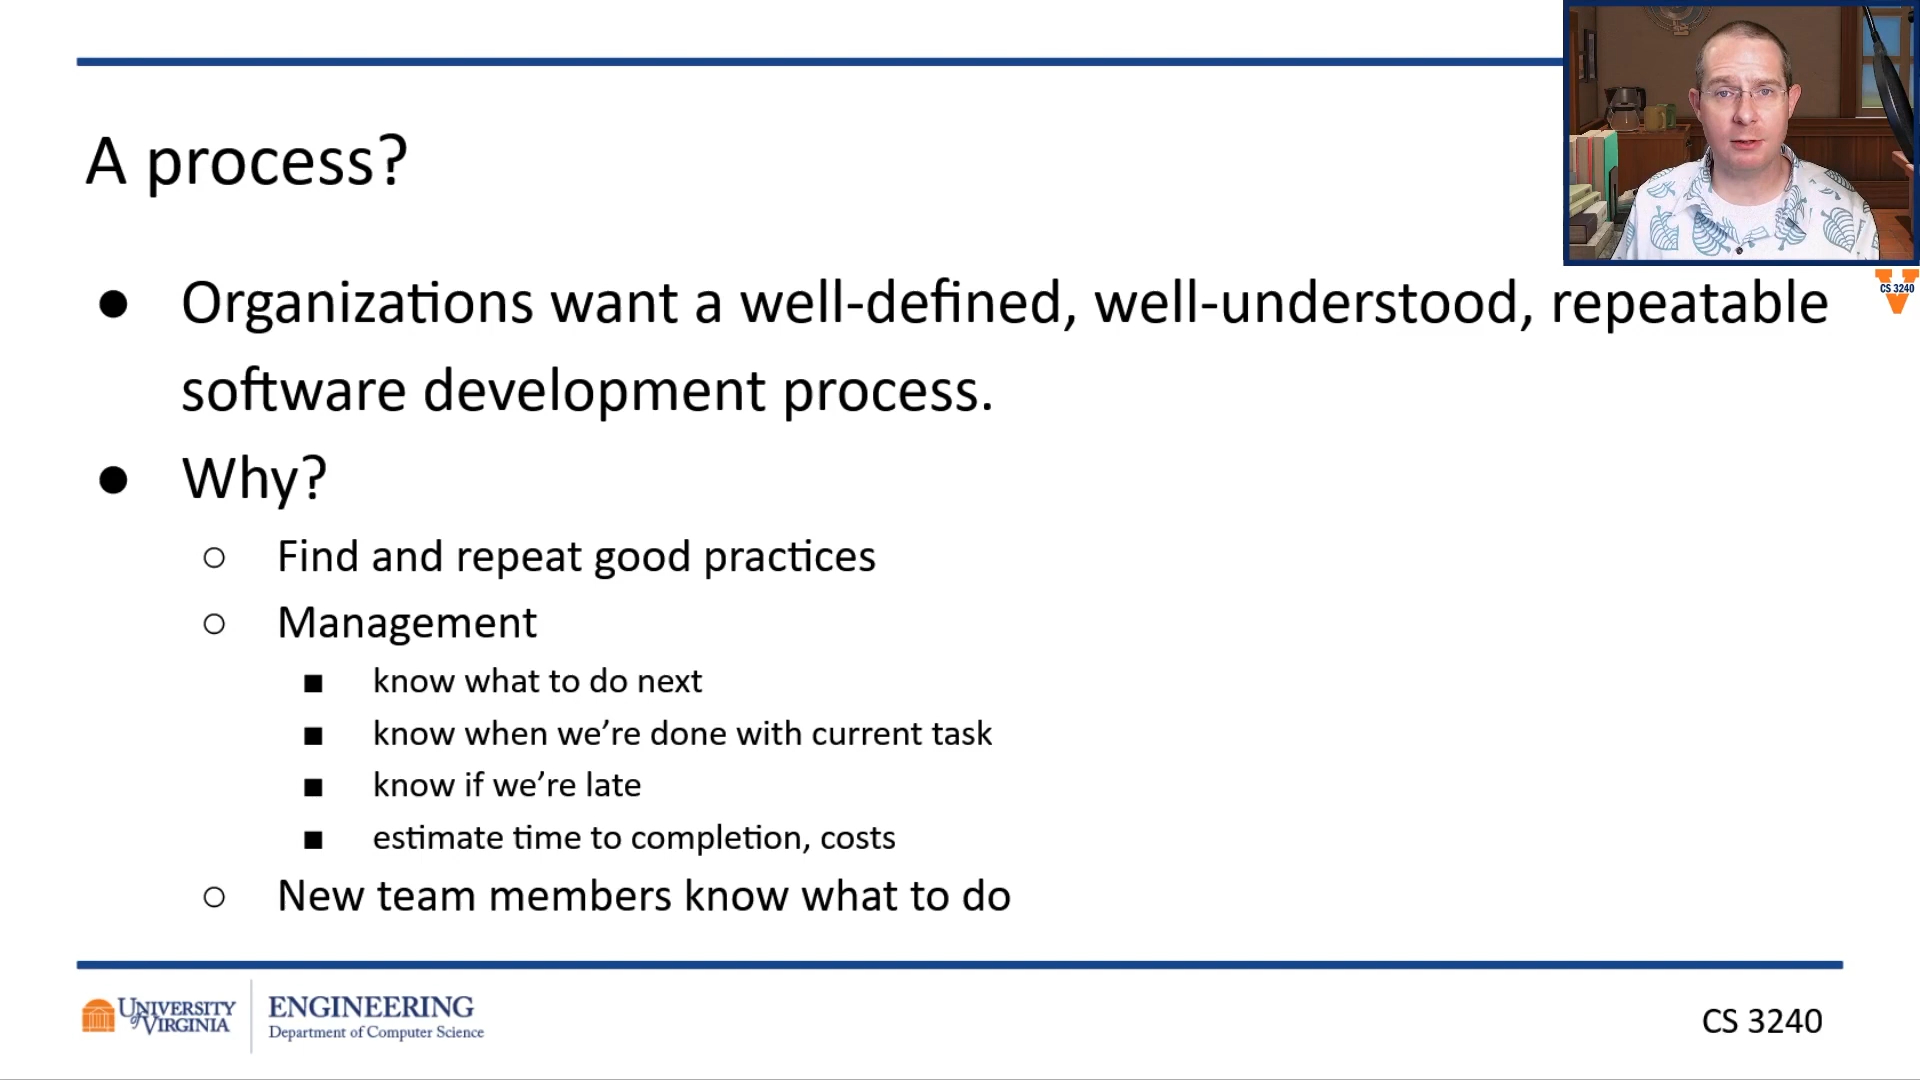 A process?
● Organizations want a well-defined, well-understood, repeatable
software development process.
● Why?
○ Find and repeat good practices
○ Management
■ know what to do next
■ know when we’re done with current task
■ know if we’re late
■ estimate time to completion, costs
○ New team members know what to do
CS 3240
UNIVERSITY
of VIRGINIA
ENGINEERING
Department of Computer Science
CS 3240